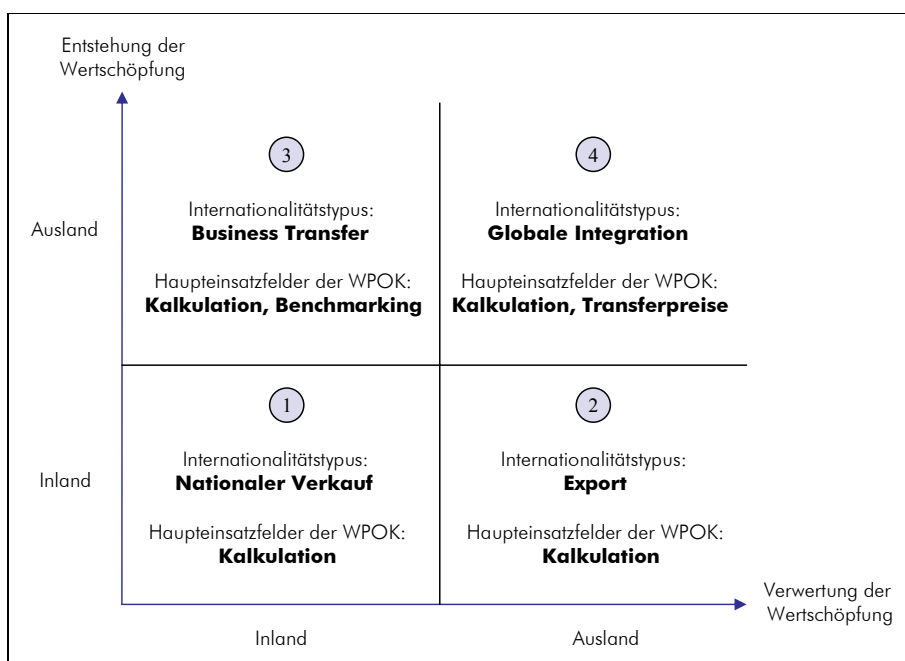 Entstehung der
Wertschöpfung
3
Internationalitätstypus:
Business Transfer
Haupteinsatzfelder der WPOK:
Kalkulation, Benchmarking
4
Internationalitätstypus:
Globale Integration
Haupteinsatzfelder der WPOK:
Kalkulation, Transferpreise
Ausland
1
Internationalitätstypus:
Nationaler Verkauf
Haupteinsatzfelder der WPOK:
Kalkulation
2
Internationalitätstypus:
Export
Haupteinsatzfelder der WPOK:
Kalkulation
Inland
Verwertung der
Wertschöpfung
Inland
Ausland